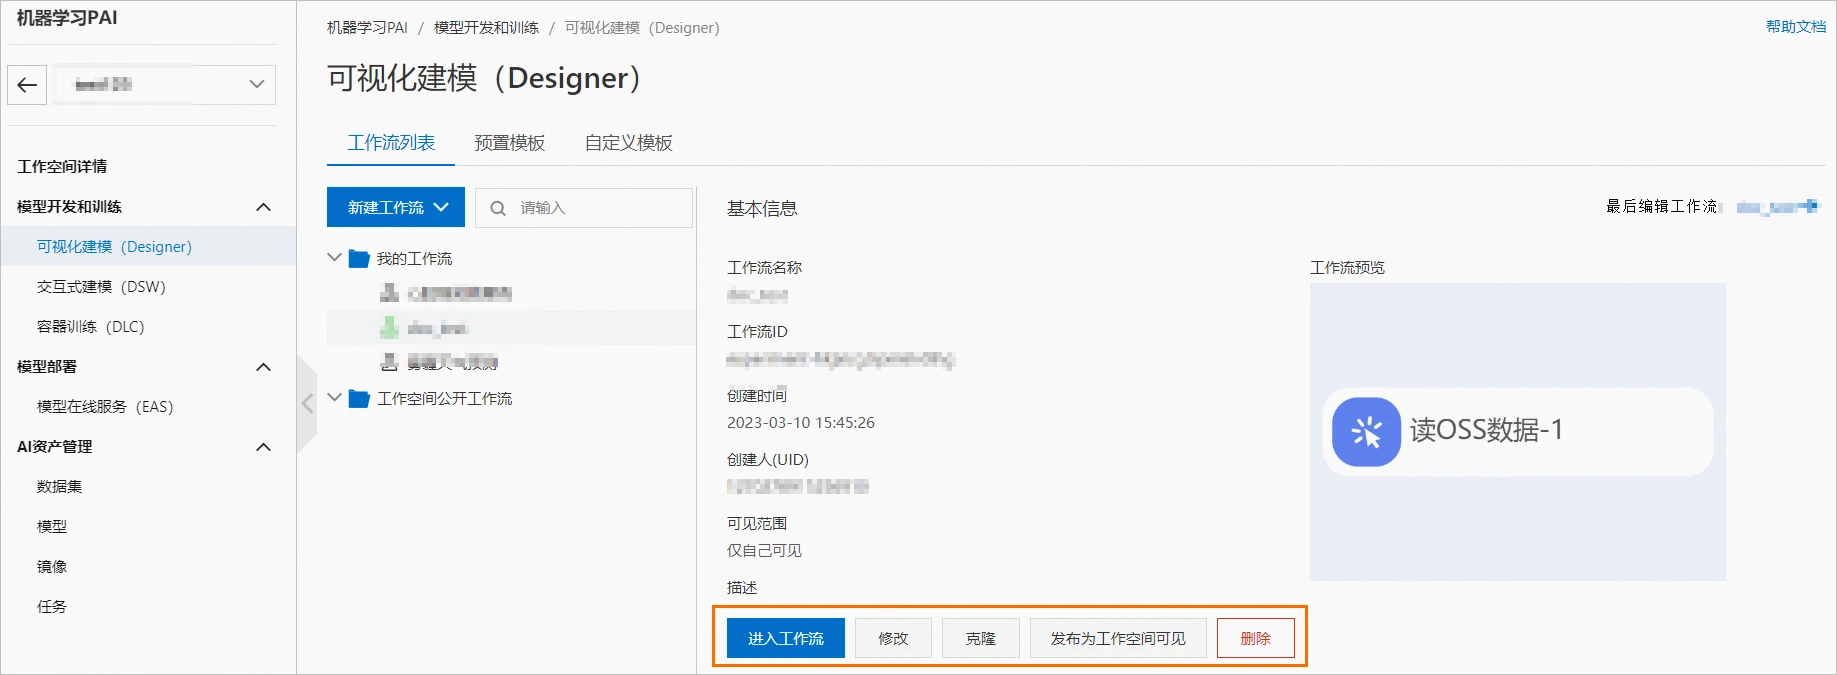 机器学习PAI
工作空间详情
模型开发和训练
可视化建模（Designer）
交互式建模（DSW）
容器训练（DLC）
模型部署
模型在线服务（EAS）
AI资产管理
数据集
模型
镜像
任务
机器学习PAI / 模型开发和训练 / 可视化建模（Designer）
帮助文档
可视化建模（Designer）
工作流列表 预置模板 自定义模板
新建工作流 请输入
我的工作流
工作空间公开工作流
基本信息
最后编辑工作流:
工作流名称
工作流ID
创建时间
2023-03-10 15:45:26
创建人(UID)
可见范围
仅自己可见
描述
进入工作流 修改 克隆 发布为工作空间可见 删除
工作流预览
读OSS数据-1